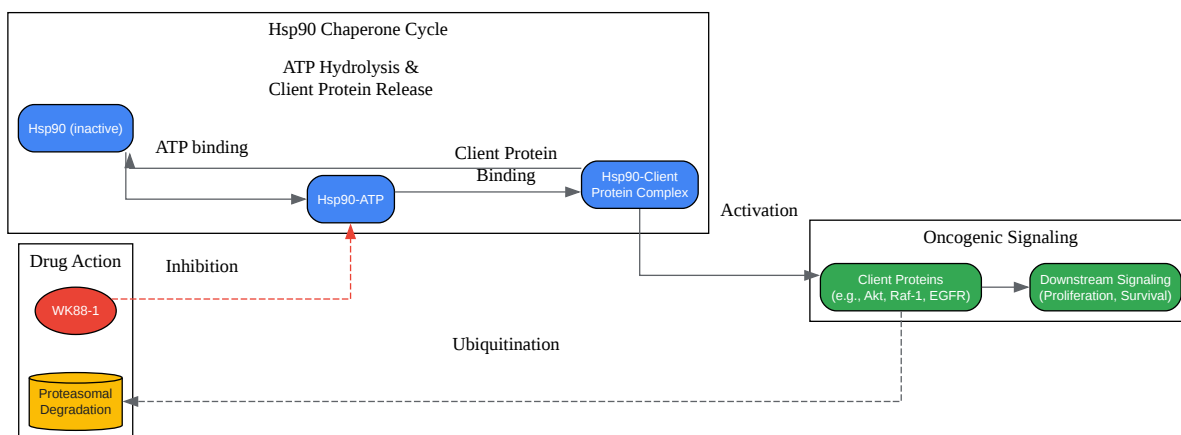 Hsp90 Chaperone Cycle
ATP Hydrolysis &
Client Protein Release
Hsp90 (inactive)
ATP binding
Client Protein
Binding
Hsp90-ATP
Hsp90-Client
Protein Complex
Activation
Oncogenic Signaling
Client Proteins
(e.g., Akt, Raf-1, EGFR)
Downstream Signaling
(Proliferation, Survival)
Drug Action
Inhibition
WK88-1
Ubiquitination
Proteasomal
Degradation